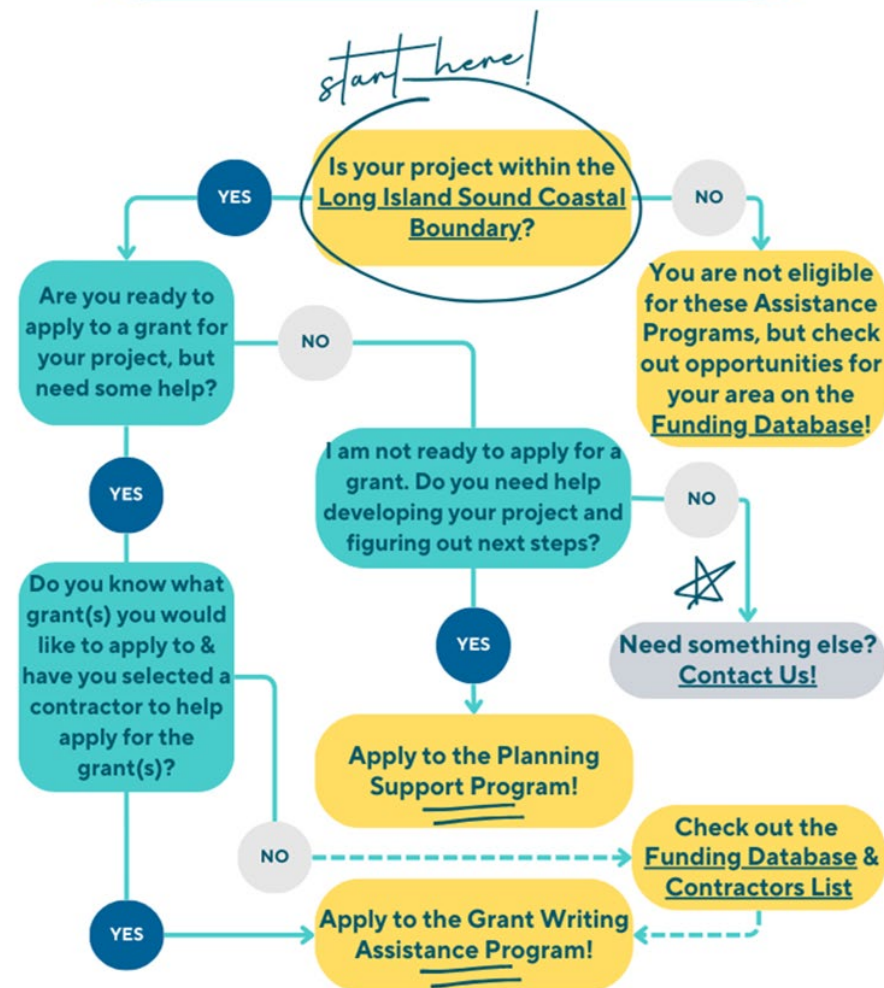 start here!
Is your project within the
Long Island Sound Coastal
Boundary?
YES
NO
Are you ready to
apply to a grant for
your project, but
need some help?
You are not eligible
for these Assistance
Programs, but check
out opportunities for
your area on the
Funding Database!
NO
YES
I am not ready to apply for a
grant. Do you need help
developing your project and
figuring out next steps?
NO
Do you know what
grant(s) you would
like to apply to &
have you selected a
contractor to help
apply for the
grant(s)?
YES
Need something else?
Contact Us!
Apply to the Planning
Support Program!
NO
Check out the
Funding Database &
Contractors List
YES
Apply to the Grant Writing
Assistance Program!